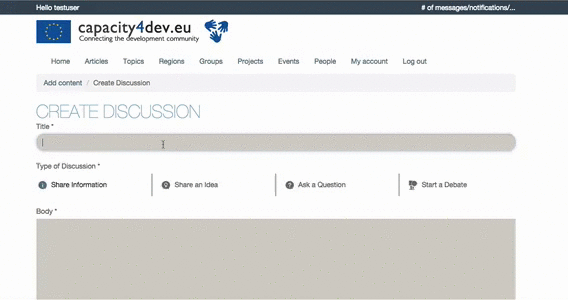 Hello testuser # of messages/notifications/...
capacity4dev.eu
Connecting the development community
Home Articles Topics Regions Groups Projects Events People My account Log out
Add content / Create Discussion
CREATE DISCUSSION
Title *
Type of Discussion *
Share Information Share an Idea Ask a Question Start a Debate
Body *